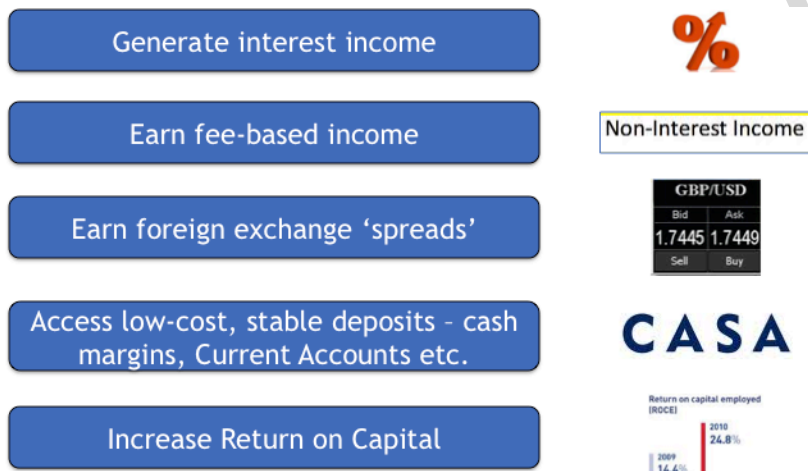 Generate interest income
%
Earn fee-based income
Non-Interest Income
Earn foreign exchange ‘spreads’
GBP/USD
Bid Ask
1.7445 1.7449
Sell Buy
Access low-cost, stable deposits – cash
margins, Current Accounts etc.
CASA
Increase Return on Capital
Return on capital employed
(ROCE)
2010
24.8%
2009
14.4%